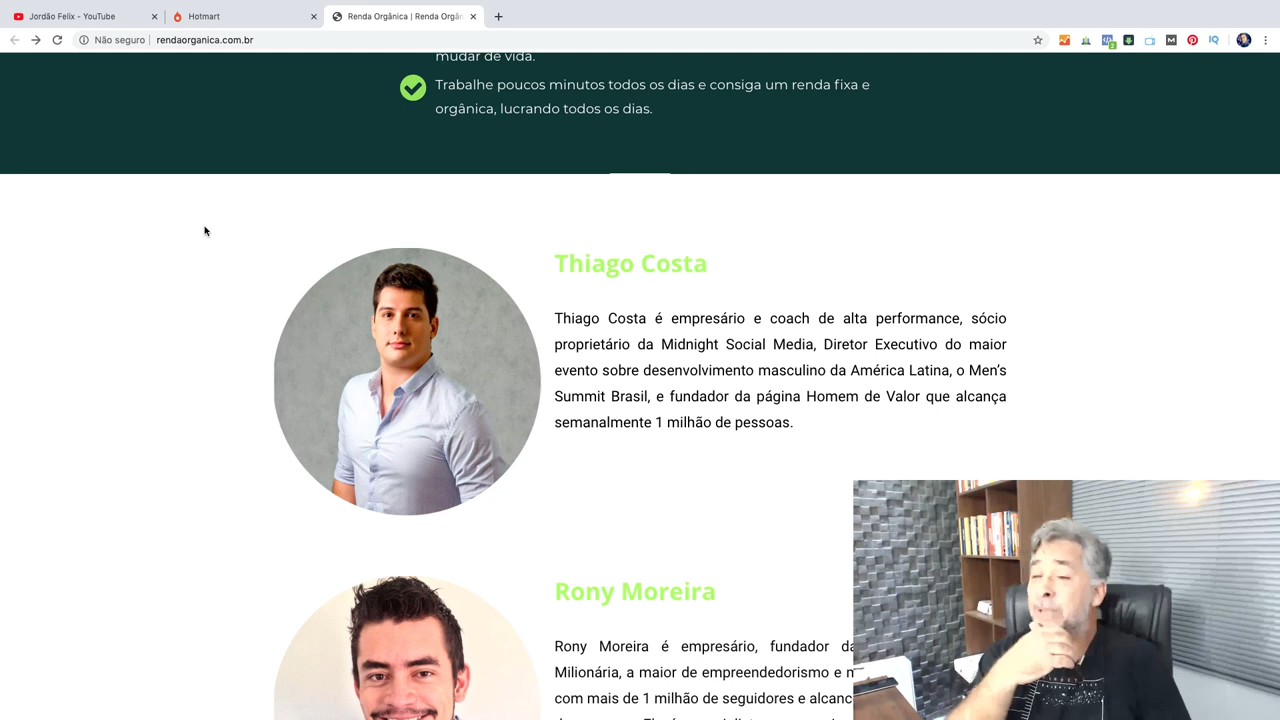 Jordão Felix - YouTube
Hotmart
Renda Orgânica | Renda Orgân
Não seguro
rendaorganica.com.br
2
IQ
mudar de vida.
Trabalhe poucos minutos todos os dias e consiga um renda fixa e
orgânica, lucrando todos os dias.
Thiago Costa
Thiago Costa é empresário e coach de alta performance, sócio
proprietário da Midnight Social Media, Diretor Executivo do maior
evento sobre desenvolvimento masculino da América Latina, o Men's
Summit Brasil, e fundador da página Homem de Valor que alcança
semanalmente 1 milhão de pessoas.
Rony Moreira
Rony Moreira é empresário, fundador da
Milionária, a maior de empreendedorismo e
com mais de 1 milhão de seguidores e